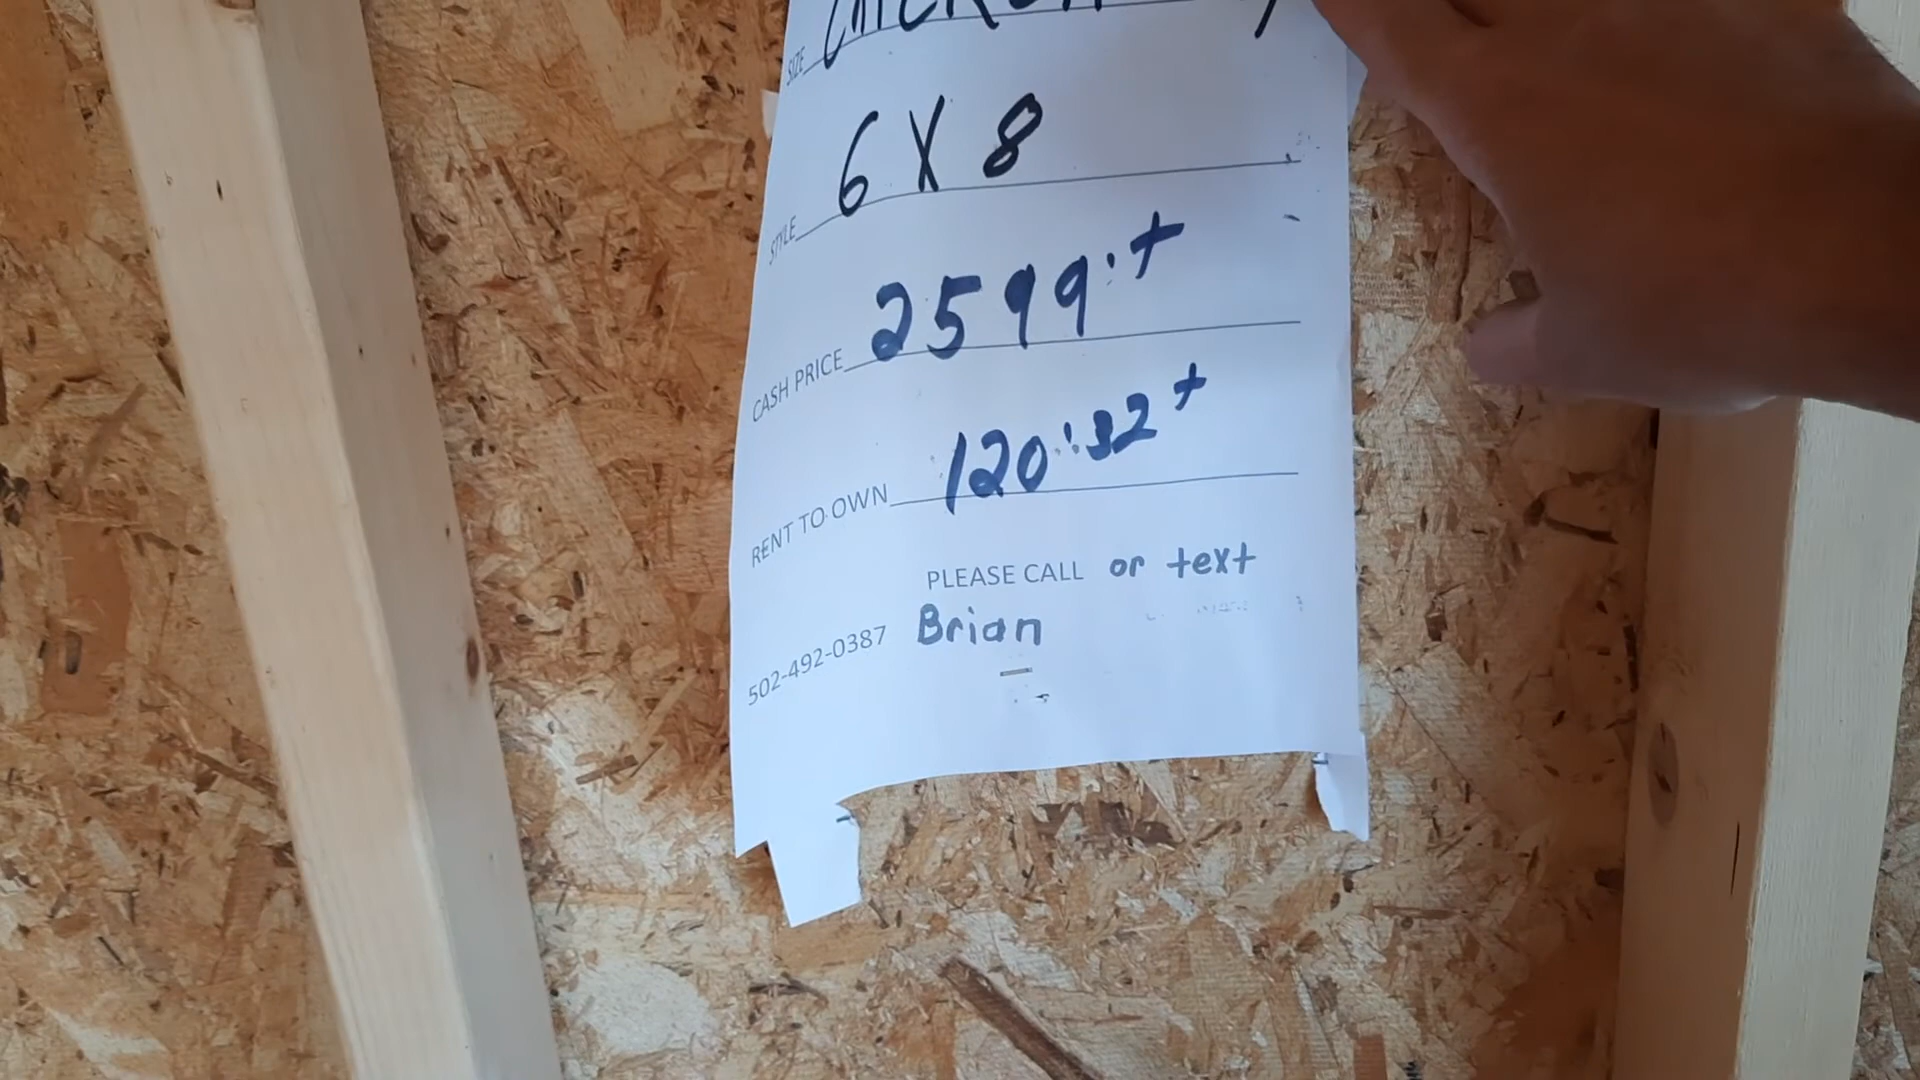 SIZE CHICKEN
STYLE 6 X 8
CASH PRICE 2599.+
RENT TO OWN 120.32+
PLEASE CALL or text
502-492-0387 Brian